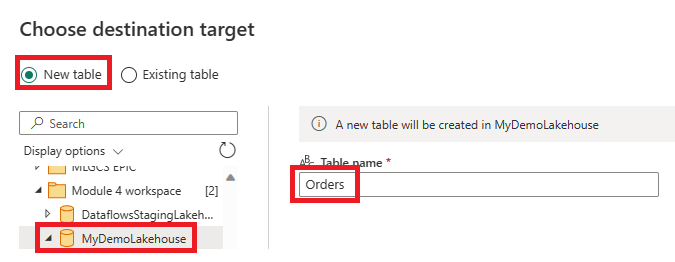 Choose destination target
New table
Existing table
Search
Display options
MLGCS EPIC
Module 4 workspace [2]
DataflowsStagingLakeh...
MyDemoLakehouse
A new table will be created in MyDemoLakehouse
Table name *
Orders